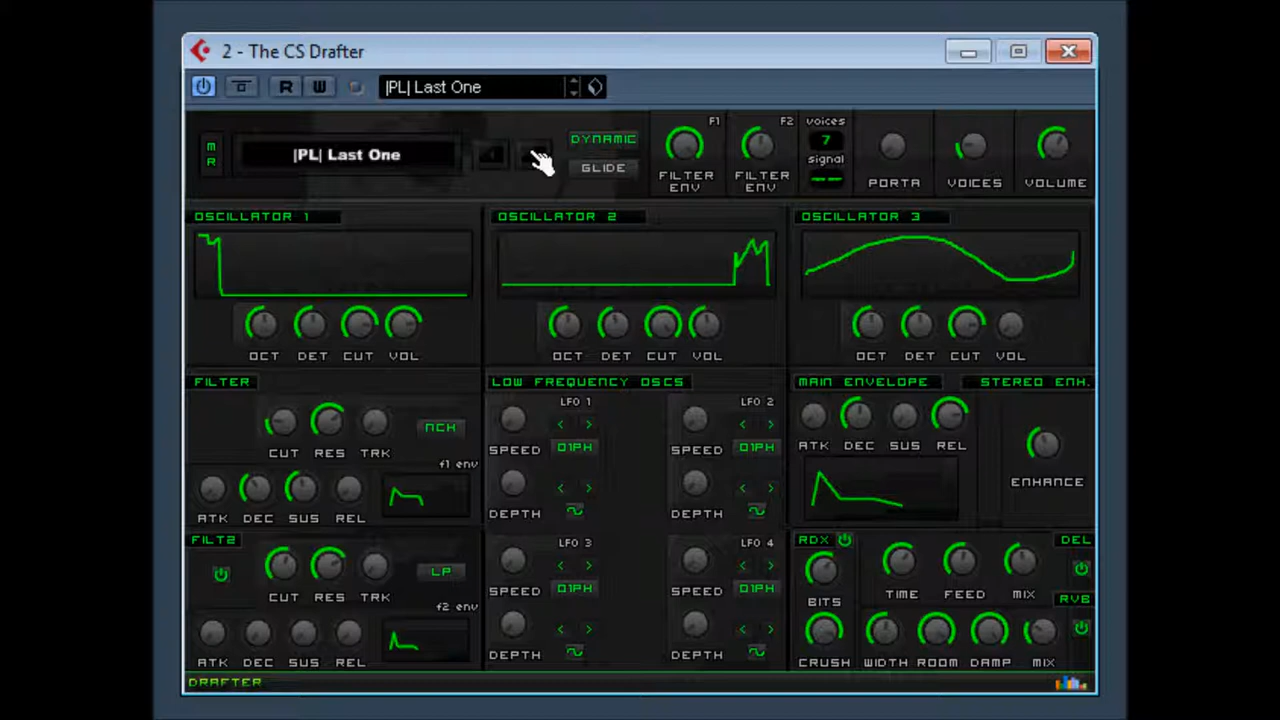 2 - The CS Drafter
R W |PL| Last One
M
R
|PL| Last One
DYNAMIC
GLIDE
F1
FILTER
ENV
F2
FILTER
ENV
voices
7
signal
PORTA
VOICES
VOLUME
OSCILLATOR 1
OCT DET CUT VOL
OSCILLATOR 2
OCT DET CUT VOL
OSCILLATOR 3
OCT DET CUT VOL
FILTER
CUT RES TRK
NCH
f1 env
ATK DEC SUS REL
FILT2
CUT RES TRK
LP
f2 env
ATK DEC SUS REL
LOW FREQUENCY OSCS
LFO 1
< >
SPEED
01PH
< >
DEPTH
LFO 2
< >
SPEED
01PH
< >
DEPTH
LFO 3
< >
SPEED
01PH
< >
DEPTH
LFO 4
< >
SPEED
01PH
< >
DEPTH
MAIN ENVELOPE
ATK DEC SUS REL
STEREO ENH.
ENHANCE
RDX
BITS
CRUSH
DEL
TIME FEED MIX
RVB
WIDTH ROOM DAMP MIX
DRAFTER